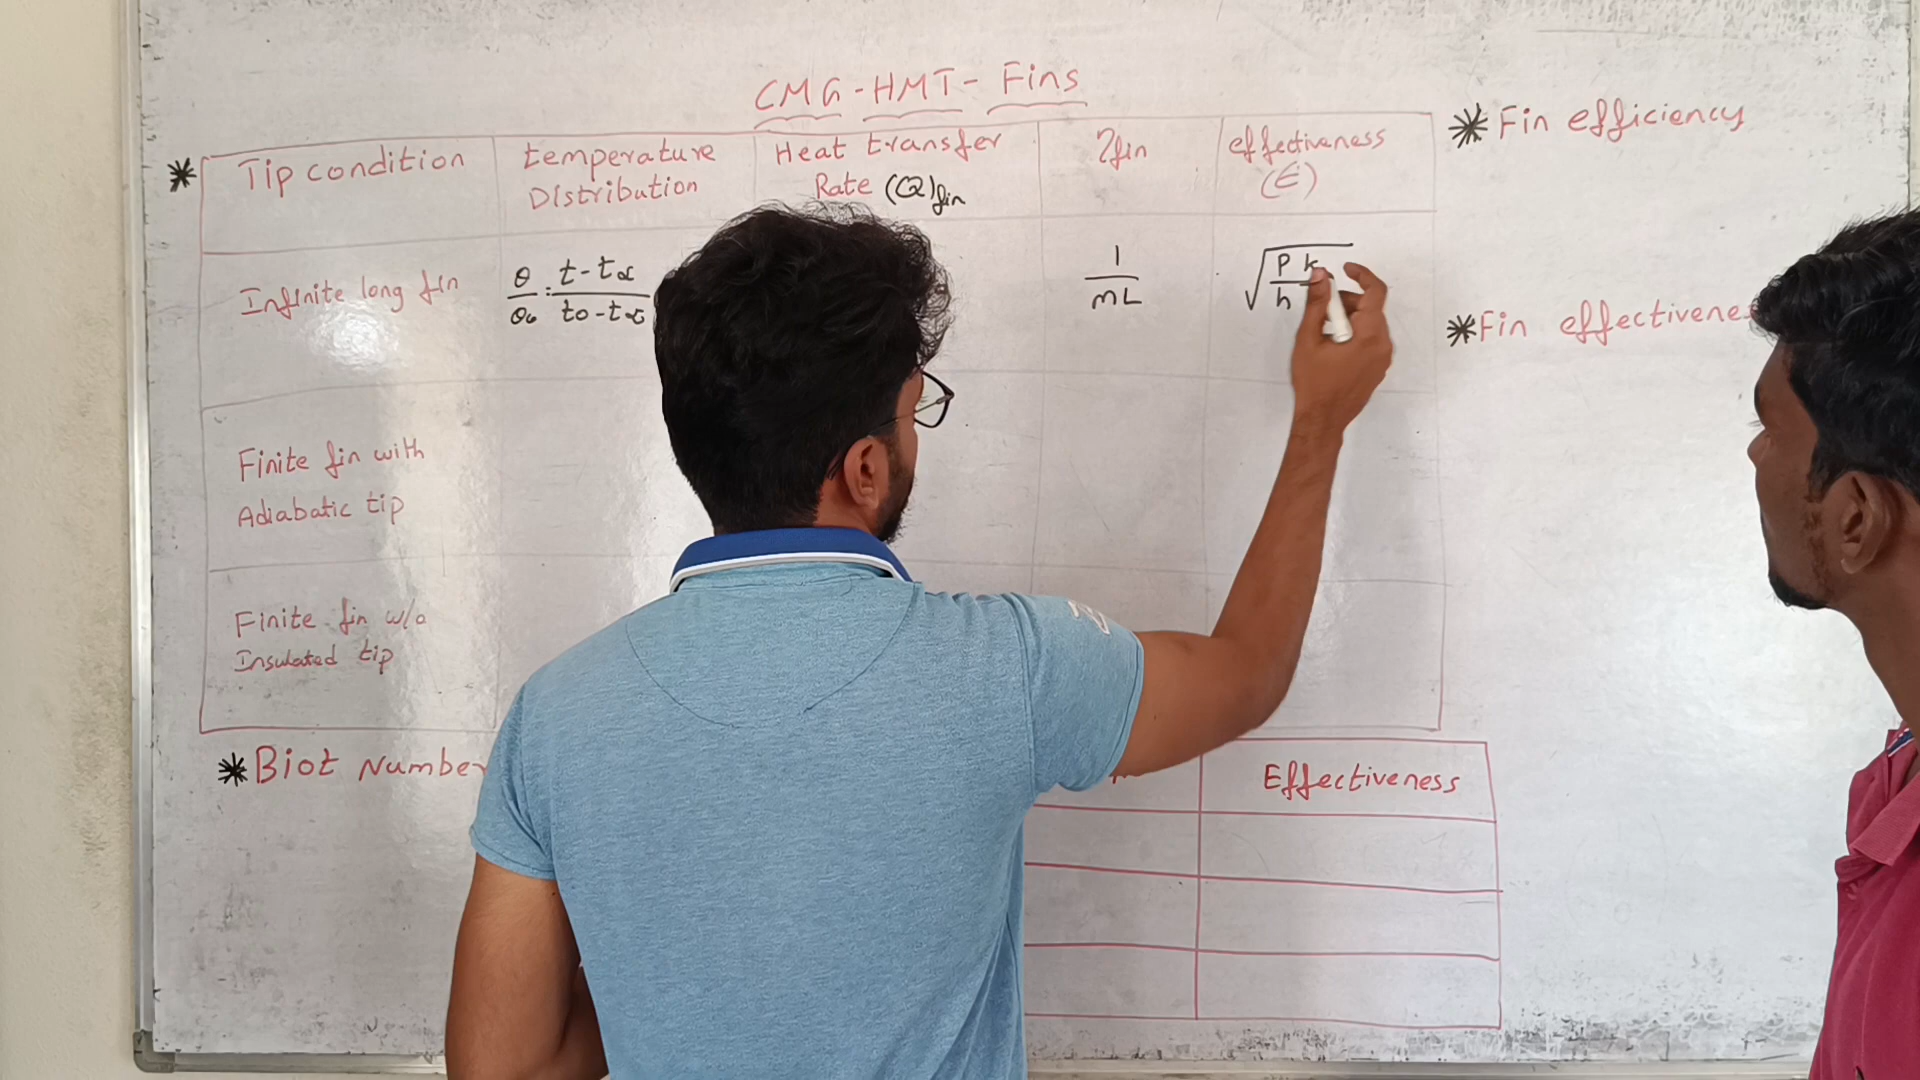 CMG-HMT-Fins
* Tip condition
temperature
Distribution
Heat transfer
Rate (Q)fin
ηfin
effectiveness
(ε)
Infinite long fin
θ/θo = t-t∝/to-t∝
1/mL
√(P k/h
Finite fin with
Adiabatic tip
Finite fin w/o
Insulated tip
* Fin efficiency
* Fin effectivenes
* Biot Number
Effectiveness